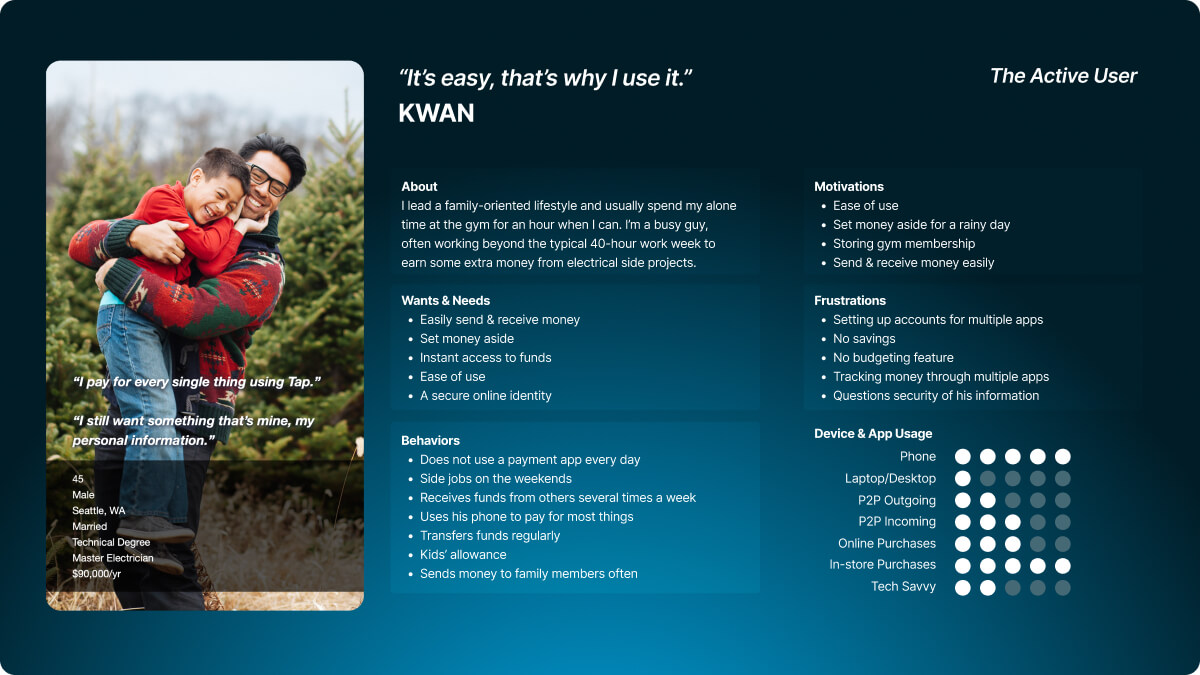 “It’s easy, that’s why I use it.”
KWAN
The Active User
“I pay for every single thing using Tap.”
“I still want something that’s mine, my
personal information.”
45
Male
Seattle, WA
Married
Technical Degree
Master Electrician
$90,000/yr
About
I lead a family-oriented lifestyle and usually spend my alone
time at the gym for an hour when I can. I’m a busy guy,
often working beyond the typical 40-hour work week to
earn some extra money from electrical side projects.
Wants & Needs
• Easily send & receive money
• Set money aside
• Instant access to funds
• Ease of use
• A secure online identity
Behaviors
• Does not use a payment app every day
• Side jobs on the weekends
• Receives funds from others several times a week
• Uses his phone to pay for most things
• Transfers funds regularly
• Kids’ allowance
• Sends money to family members often
Motivations
• Ease of use
• Set money aside for a rainy day
• Storing gym membership
• Send & receive money easily
Frustrations
• Setting up accounts for multiple apps
• No savings
• No budgeting feature
• Tracking money through multiple apps
• Questions security of his information
Device & App Usage
Phone
Laptop/Desktop
P2P Outgoing
P2P Incoming
Online Purchases
In-store Purchases
Tech Savvy